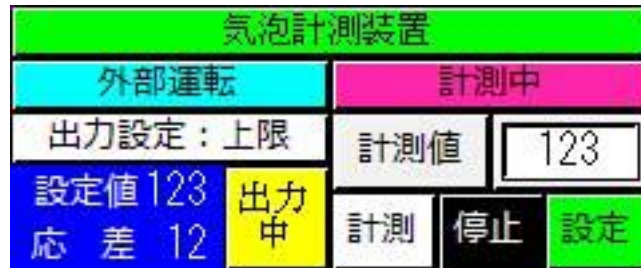 気泡計測装置
外部運転
計測中
出力設定：上限
計測値
123
設定値123
応 差 12
出力
中
計測
停止
設定